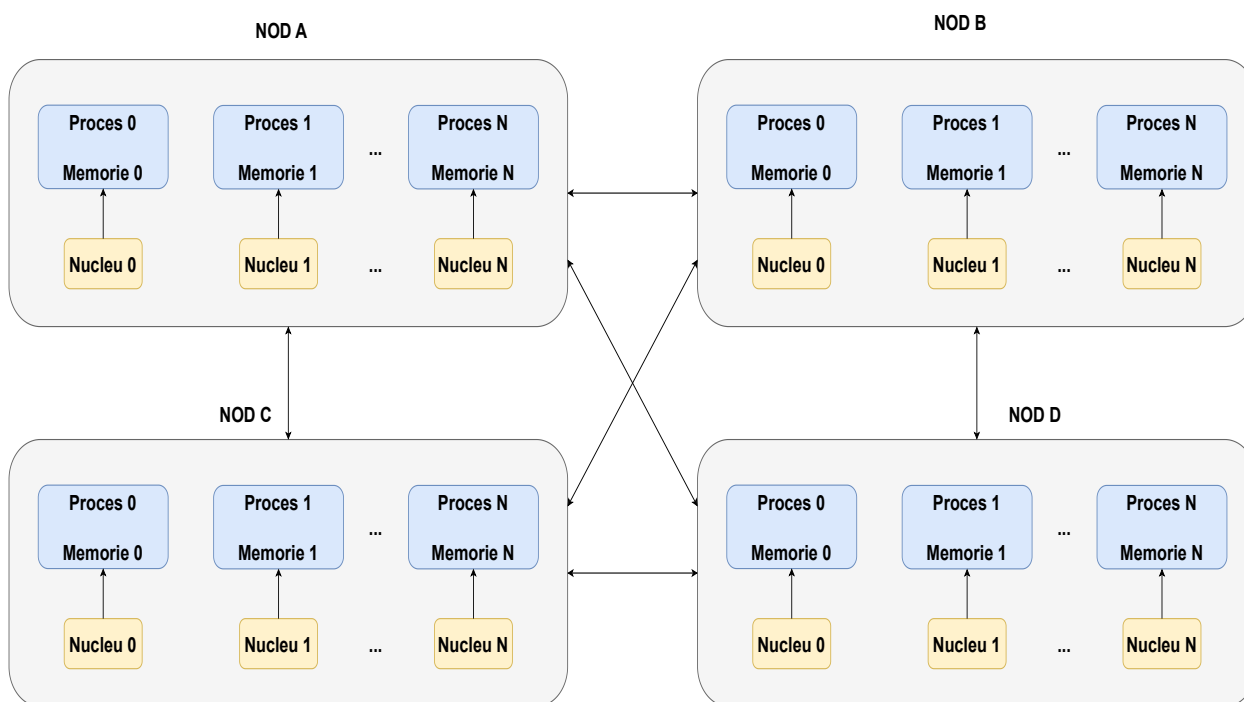 NOD A
NOD B
Proces 0 Proces 1 Proces N
...
Memorie 0 Memorie 1 Memorie N
Nucleu 0 Nucleu 1 ... Nucleu N
Proces 0 Proces 1 Proces N
...
Memorie 0 Memorie 1 Memorie N
Nucleu 0 Nucleu 1 ... Nucleu N
NOD C
NOD D
Proces 0 Proces 1 Proces N
...
Memorie 0 Memorie 1 Memorie N
Nucleu 0 Nucleu 1 ... Nucleu N
Proces 0 Proces 1 Proces N
...
Memorie 0 Memorie 1 Memorie N
Nucleu 0 Nucleu 1 ... Nucleu N